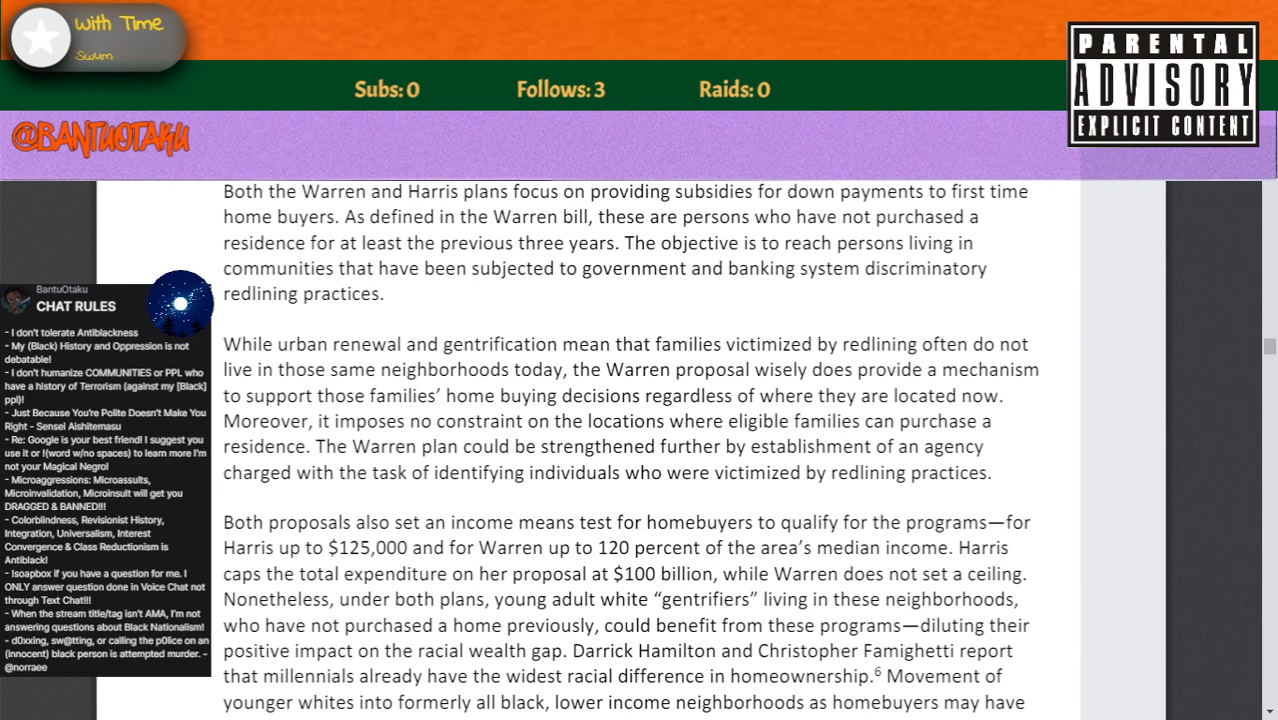 With Time
Swum
Subs: 0
Follows: 3
Raids: 0
PARENTAL
ADVISORY
EXPLICIT CONTENT
@BANTUOTAKU
Both the Warren and Harris plans focus on providing subsidies for down payments to first time
home buyers. As defined in the Warren bill, these are persons who have not purchased a
residence for at least the previous three years. The objective is to reach persons living in
communities that have been subjected to government and banking system discriminatory
redlining practices.
While urban renewal and gentrification mean that families victimized by redlining often do not
live in those same neighborhoods today, the Warren proposal wisely does provide a mechanism
to support those families’ home buying decisions regardless of where they are located now.
Moreover, it imposes no constraint on the locations where eligible families can purchase a
residence. The Warren plan could be strengthened further by establishment of an agency
charged with the task of identifying individuals who were victimized by redlining practices.
Both proposals also set an income means test for homebuyers to qualify for the programs—for
Harris up to $125,000 and for Warren up to 120 percent of the area’s median income. Harris
caps the total expenditure on her proposal at $100 billion, while Warren does not set a ceiling.
Nonetheless, under both plans, young adult white “gentrifiers” living in these neighborhoods,
who have not purchased a home previously, could benefit from these programs—diluting their
positive impact on the racial wealth gap. Darrick Hamilton and Christopher Famighetti report
that millennials already have the widest racial difference in homeownership.⁶ Movement of
younger whites into formerly all black, lower income neighborhoods as homebuyers may have
BantuOtaku
CHAT RULES
- I don't tolerate Antiblackness
- My (Black) History and Oppression is not
debatable!
- I don't humanize COMMUNITIES or PPL who
have a history of Terrorism (against my [Black]
ppl)!
- Just Because You're Polite Doesn't Make You
Right - Sensei Aishitemasu
- Re: Google is your best friend! I suggest you
use it or !(word w/no spaces) to learn more I'm
not your Magical Negro!
- Microaggressions: Microassults,
Microinvalidation, Microinsult will get you
DRAGGED & BANNED!!!
- Colorblindness, Revisionist History,
Integration, Universalism, Interest
Convergence & Class Reductionism is
Antiblack!
- !soapbox if you have a question for me. I
ONLY answer question done in Voice Chat not
through Text Chat!!!
- When the stream title/tag isn't AMA, I'm not
answering questions about Black Nationalism!
- d0xxing, sw@tting, or calling the p0lice on an
(innocent) black person is attempted murder. -
@norraee